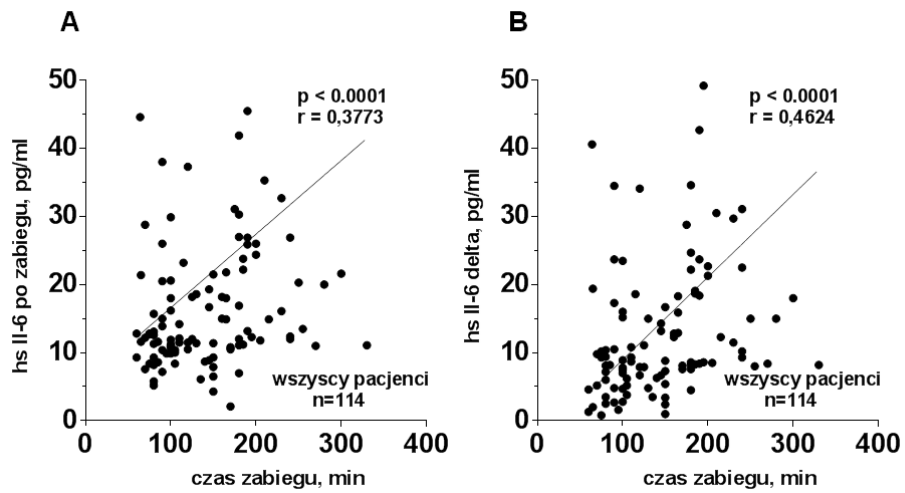 A
50
40
30
20
10
0
hs Il-6 po zabiegu, pg/ml
p < 0.0001
r = 0,3773
wszyscy pacjenci
n=114
0 100 200 300 400
czas zabiegu, min
B
50
40
30
20
10
0
hs Il-6 delta, pg/ml
p < 0.0001
r = 0,4624
wszyscy pacjenci
n=114
0 100 200 300 400
czas zabiegu, min